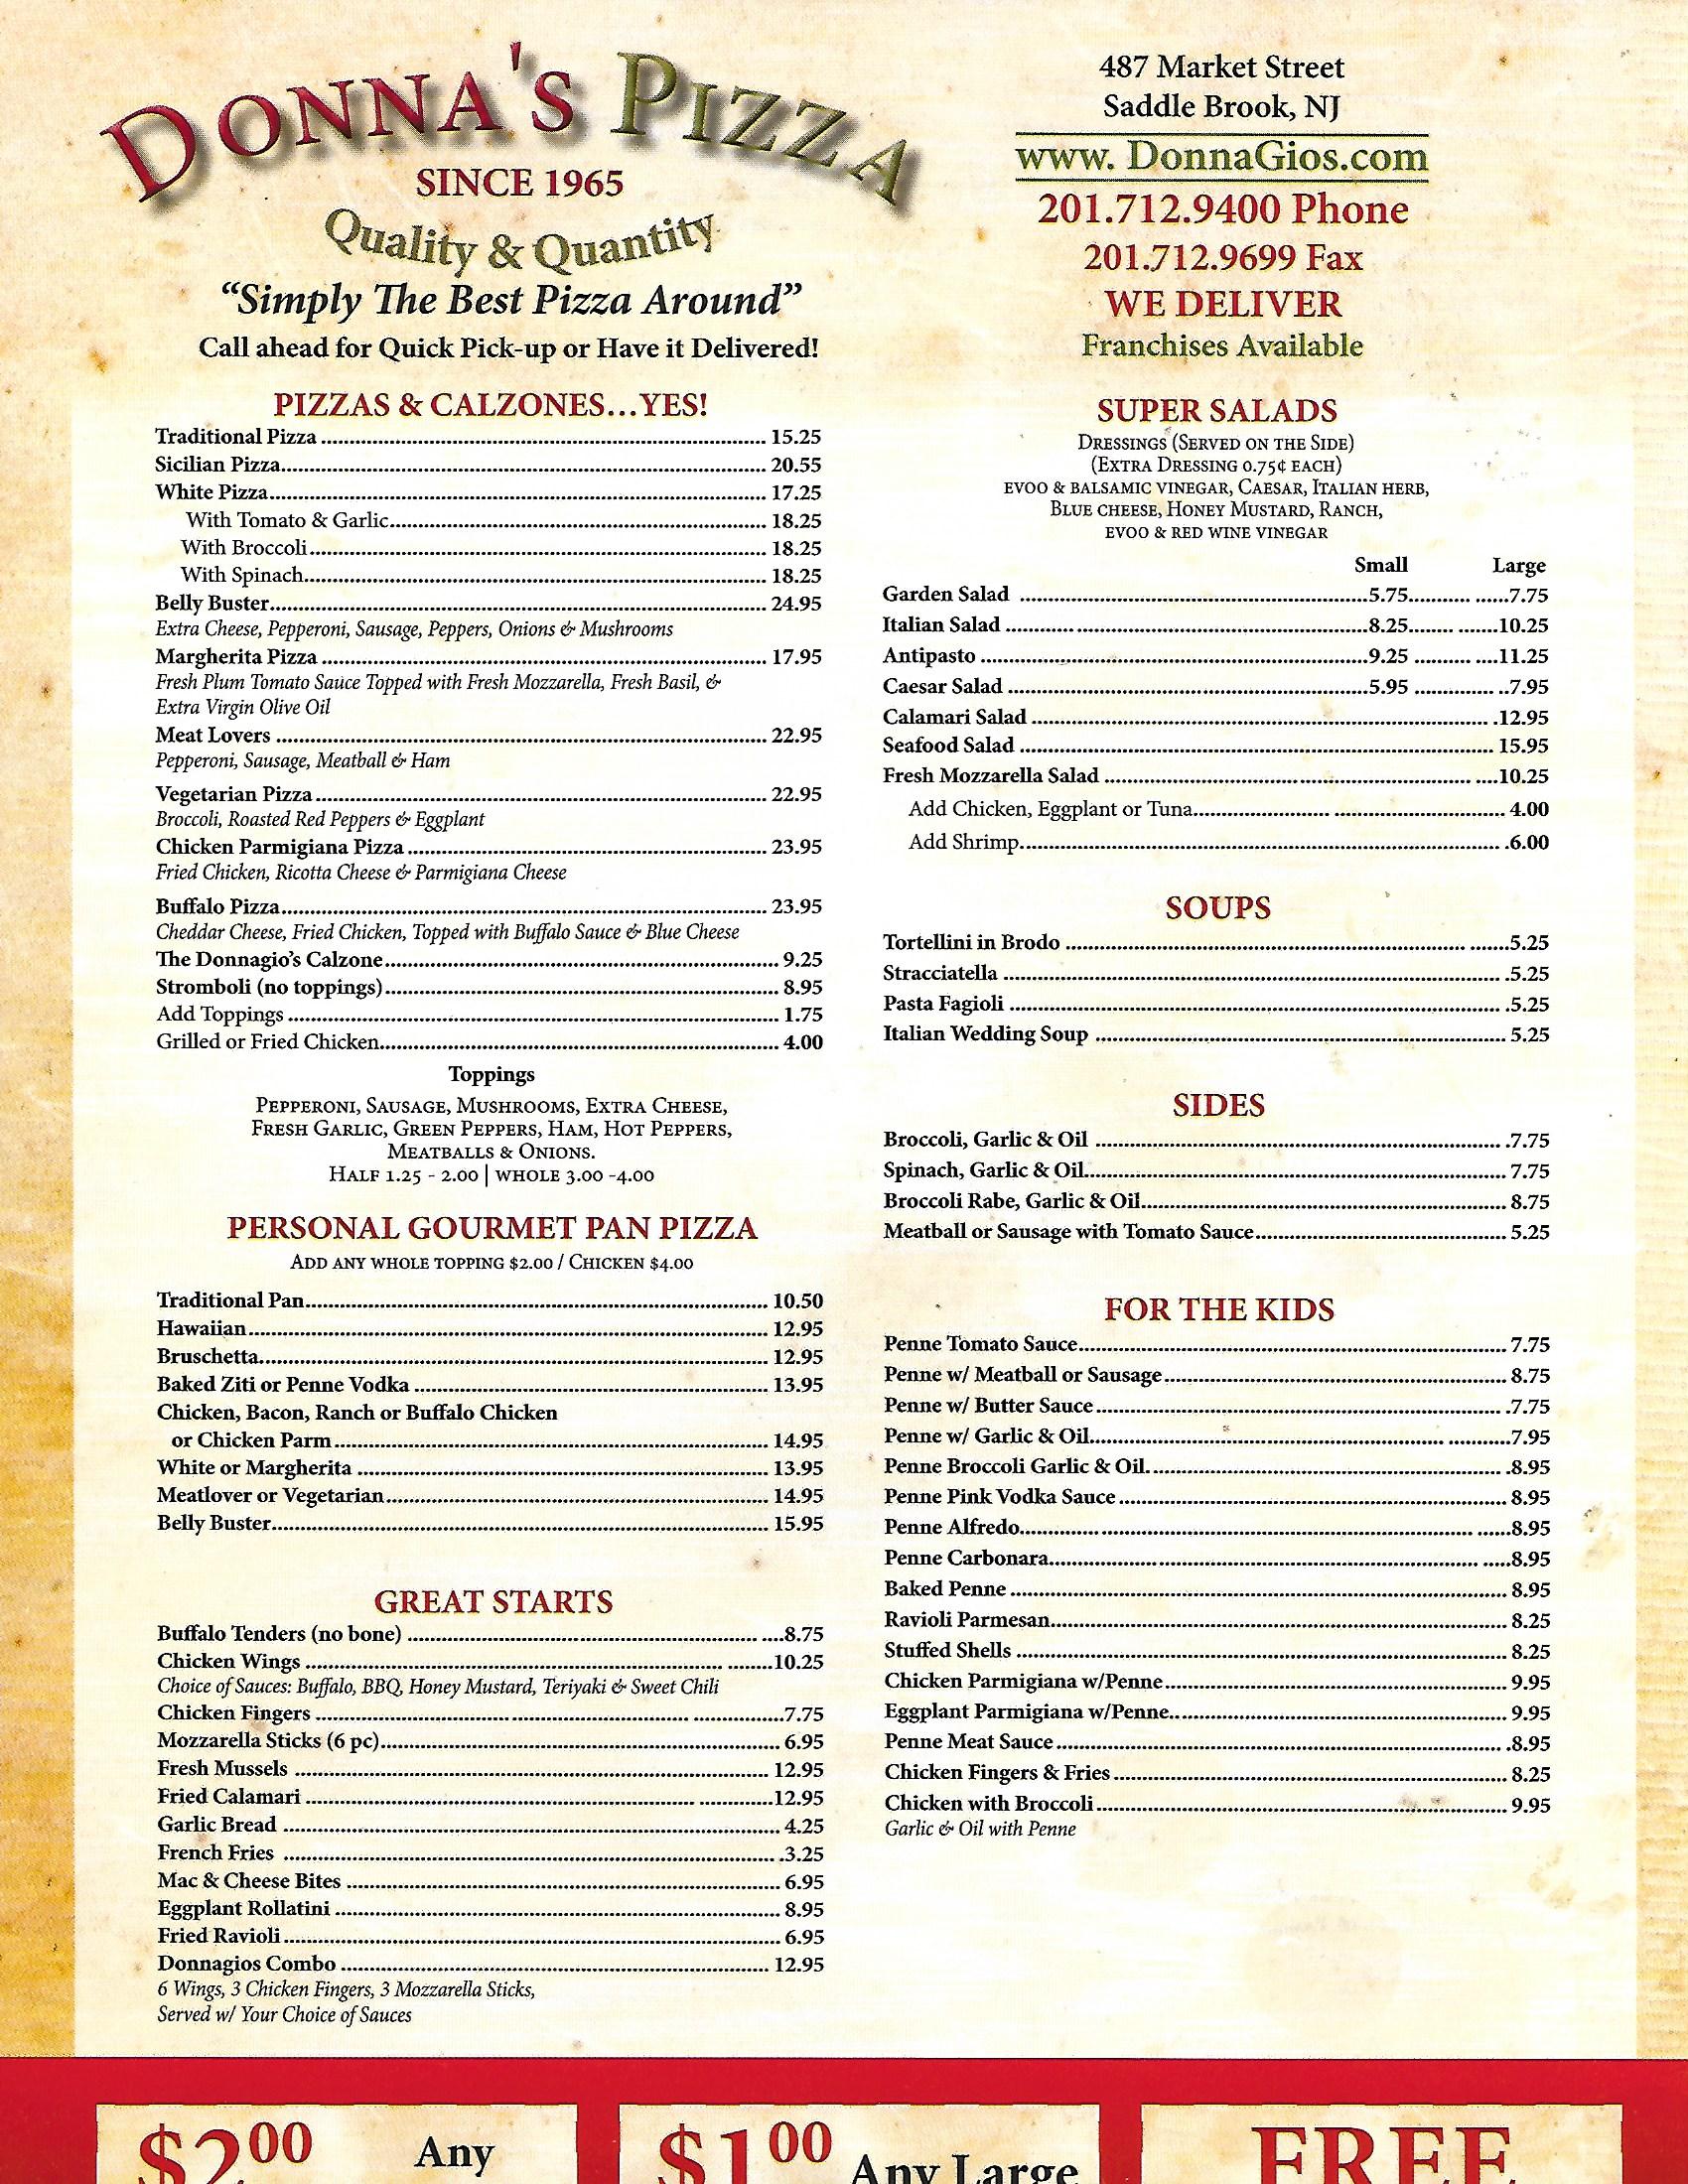 DONNA'S PIZZA
SINCE 1965
Quality & Quantity
“Simply The Best Pizza Around”
Call ahead for Quick Pick-up or Have it Delivered!
487 Market Street
Saddle Brook, NJ
www. DonnaGios.com
201.712.9400 Phone
201.712.9699 Fax
WE DELIVER
Franchises Available
PIZZAS & CALZONES...YES!
Traditional Pizza 15.25
Sicilian Pizza 20.55
White Pizza 17.25
With Tomato & Garlic 18.25
With Broccoli 18.25
With Spinach 18.25
Belly Buster 24.95
Extra Cheese, Pepperoni, Sausage, Peppers, Onions & Mushrooms
Margherita Pizza 17.95
Fresh Plum Tomato Sauce Topped with Fresh Mozzarella, Fresh Basil, &
Extra Virgin Olive Oil
Meat Lovers 22.95
Pepperoni, Sausage, Meatball & Ham
Vegetarian Pizza 22.95
Broccoli, Roasted Red Peppers & Eggplant
Chicken Parmigiana Pizza 23.95
Fried Chicken, Ricotta Cheese & Parmigiana Cheese
Buffalo Pizza 23.95
Cheddar Cheese, Fried Chicken, Topped with Buffalo Sauce & Blue Cheese
The Donnagio's Calzone 9.25
Stromboli (no toppings) 8.95
Add Toppings 1.75
Grilled or Fried Chicken 4.00
Toppings
PEPPERONI, SAUSAGE, MUSHROOMS, EXTRA CHEESE,
FRESH GARLIC, GREEN PEPPERS, HAM, HOT PEPPERS,
MEATBALLS & ONIONS.
HALF 1.25 - 2.00 | WHOLE 3.00 -4.00
PERSONAL GOURMET PAN PIZZA
ADD ANY WHOLE TOPPING $2.00 / CHICKEN $4.00
Traditional Pan 10.50
Hawaiian 12.95
Bruschetta 12.95
Baked Ziti or Penne Vodka 13.95
Chicken, Bacon, Ranch or Buffalo Chicken
or Chicken Parm 14.95
White or Margherita 13.95
Meatlover or Vegetarian 14.95
Belly Buster 15.95
GREAT STARTS
Buffalo Tenders (no bone) 8.75
Chicken Wings 10.25
Choice of Sauces: Buffalo, BBQ, Honey Mustard, Teriyaki & Sweet Chili
Chicken Fingers 7.75
Mozzarella Sticks (6 pc) 6.95
Fresh Mussels 12.95
Fried Calamari 12.95
Garlic Bread 4.25
French Fries 3.25
Mac & Cheese Bites 6.95
Eggplant Rollatini 8.95
Fried Ravioli 6.95
Donnagios Combo 12.95
6 Wings, 3 Chicken Fingers, 3 Mozzarella Sticks,
Served w/ Your Choice of Sauces
SUPER SALADS
DRESSINGS (SERVED ON THE SIDE)
(EXTRA DRESSING 0.75¢ EACH)
EVOO & BALSAMIC VINEGAR, CAESAR, ITALIAN HERB,
BLUE CHEESE, HONEY MUSTARD, RANCH,
EVOO & RED WINE VINEGAR
Small Large
Garden Salad 5.75 7.75
Italian Salad 8.25 10.25
Antipasto 9.25 11.25
Caesar Salad 5.95 7.95
Calamari Salad 12.95
Seafood Salad 15.95
Fresh Mozzarella Salad 10.25
Add Chicken, Eggplant or Tuna 4.00
Add Shrimp 6.00
SOUPS
Tortellini in Brodo 5.25
Stracciatella 5.25
Pasta Fagioli 5.25
Italian Wedding Soup 5.25
SIDES
Broccoli, Garlic & Oil 7.75
Spinach, Garlic & Oil 7.75
Broccoli Rabe, Garlic & Oil 8.75
Meatball or Sausage with Tomato Sauce 5.25
FOR THE KIDS
Penne Tomato Sauce 7.75
Penne w/ Meatball or Sausage 8.75
Penne w/ Butter Sauce 7.75
Penne w/ Garlic & Oil 7.95
Penne Broccoli Garlic & Oil 8.95
Penne Pink Vodka Sauce 8.95
Penne Alfredo 8.95
Penne Carbonara 8.95
Baked Penne 8.95
Ravioli Parmesan 8.25
Stuffed Shells 8.25
Chicken Parmigiana w/Penne 9.95
Eggplant Parmigiana w/Penne 9.95
Penne Meat Sauce 8.95
Chicken Fingers & Fries 8.25
Chicken with Broccoli 9.95
Garlic & Oil with Penne
$2.00 Any
$1.00 Any Large
FREE